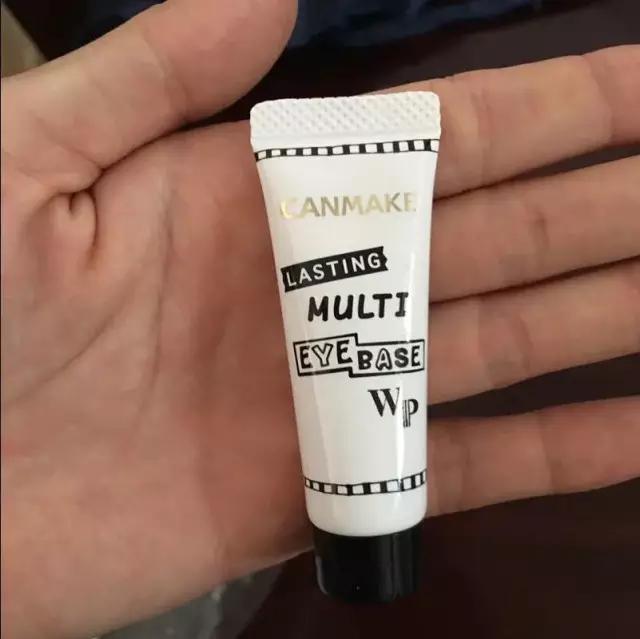 CANMAKE
LASTING
MULTI
EYE BASE
WP